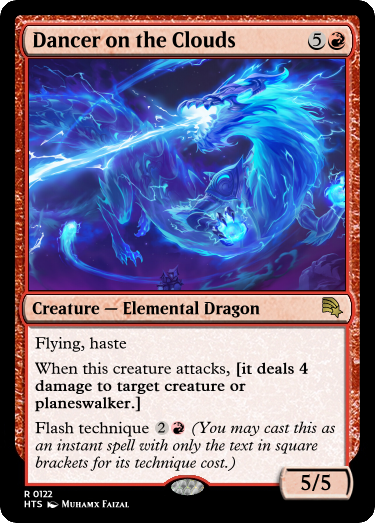 Dancer on the Clouds 5
Creature — Elemental Dragon
Flying, haste
When this creature attacks, [it deals 4
damage to target creature or
planeswalker.]
Flash technique 2 (You may cast this as
an instant spell with only the text in square
brackets for its technique cost.)
5/5
R 0122
HTS Muhamx Faizal